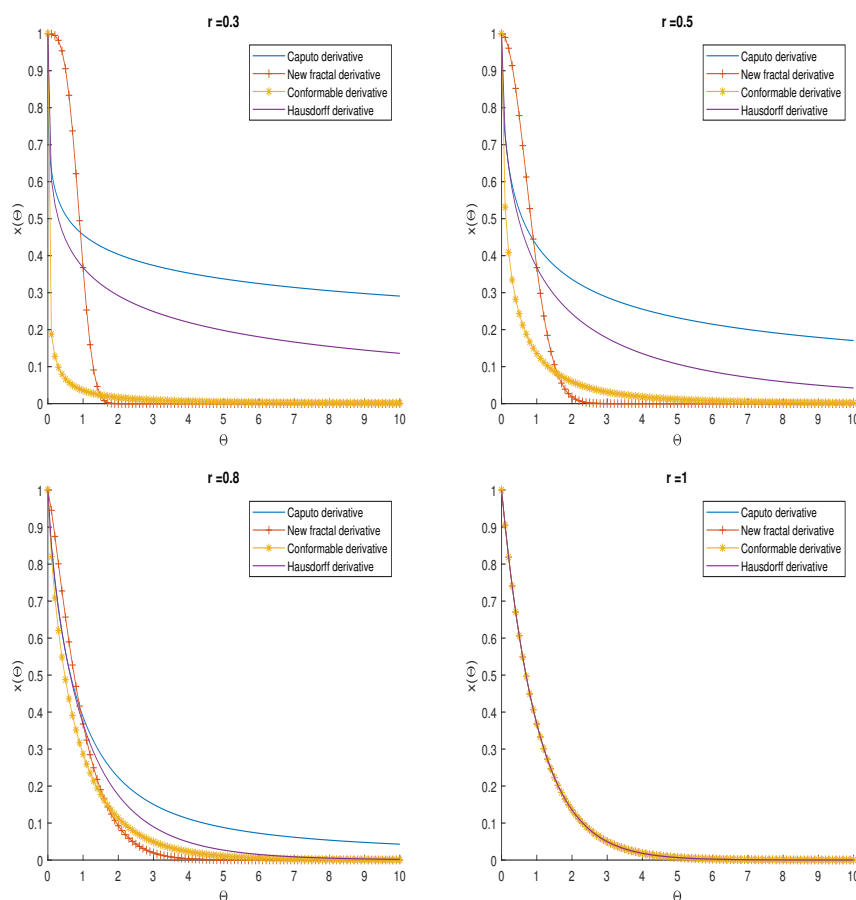 r =0.3
Caputo derivative
New fractal derivative
Conformable derivative
Hausdorff derivative
1
0.9
0.8
0.7
0.6
0.5
0.4
0.3
0.2
0.1
0
x(Θ)
0 1 2 3 4 5 6 7 8 9 10
Θ
r =0.5
Caputo derivative
New fractal derivative
Conformable derivative
Hausdorff derivative
1
0.9
0.8
0.7
0.6
0.5
0.4
0.3
0.2
0.1
0
x(Θ)
0 1 2 3 4 5 6 7 8 9 10
Θ
r =0.8
Caputo derivative
New fractal derivative
Conformable derivative
Hausdorff derivative
1
0.9
0.8
0.7
0.6
0.5
0.4
0.3
0.2
0.1
0
x(Θ)
0 1 2 3 4 5 6 7 8 9 10
Θ
r =1
Caputo derivative
New fractal derivative
Conformable derivative
Hausdorff derivative
1
0.9
0.8
0.7
0.6
0.5
0.4
0.3
0.2
0.1
0
x(Θ)
0 1 2 3 4 5 6 7 8 9 10
Θ